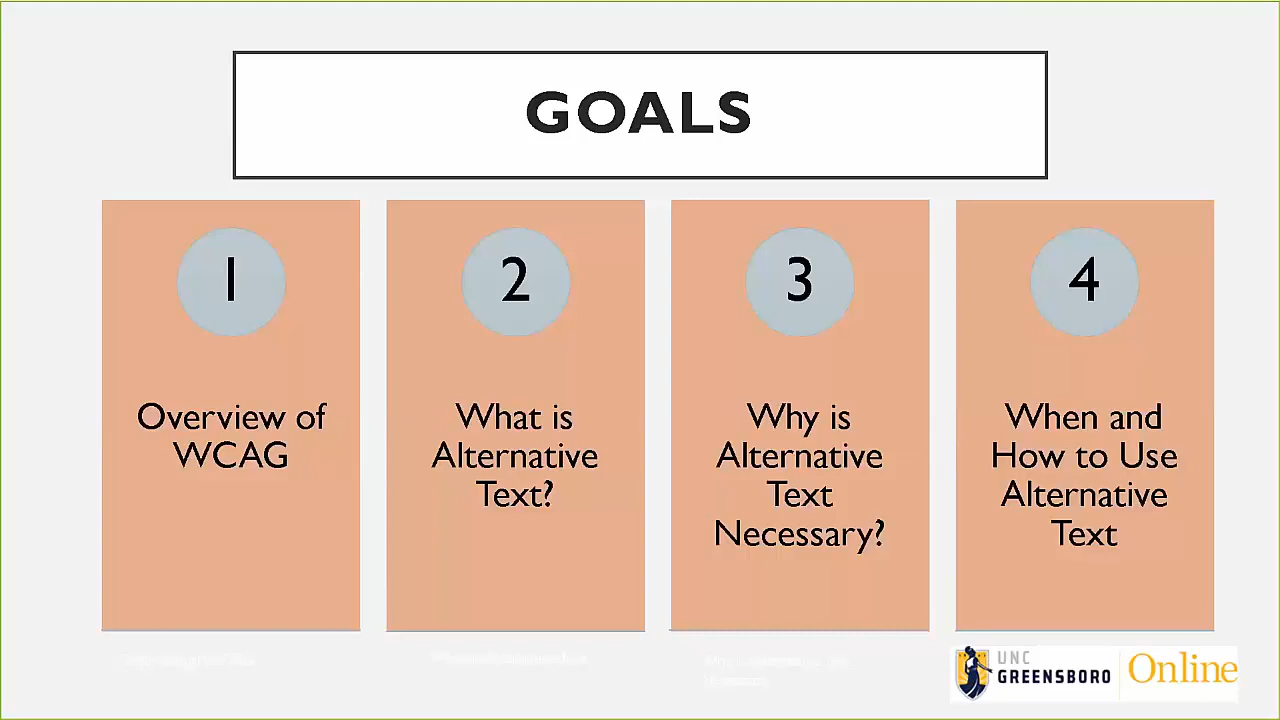 GOALS
1
Overview of
WCAG
2
What is
Alternative
Text?
3
Why is
Alternative
Text
Necessary?
4
When and
How to Use
Alternative
Text
UNC
GREENSBORO
Online